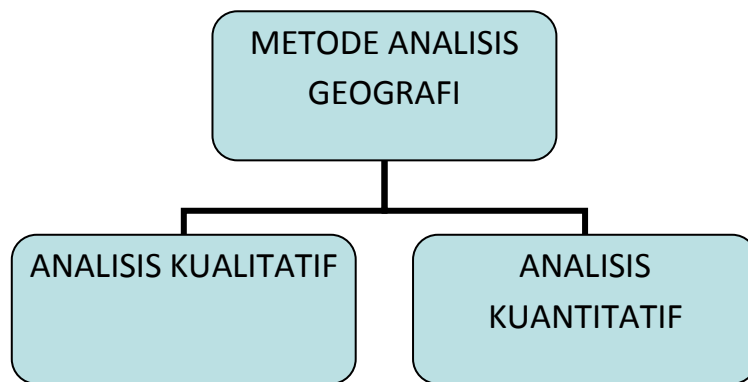 METODE ANALISIS
GEOGRAFI
ANALISIS KUALITATIF
ANALISIS
KUANTITATIF